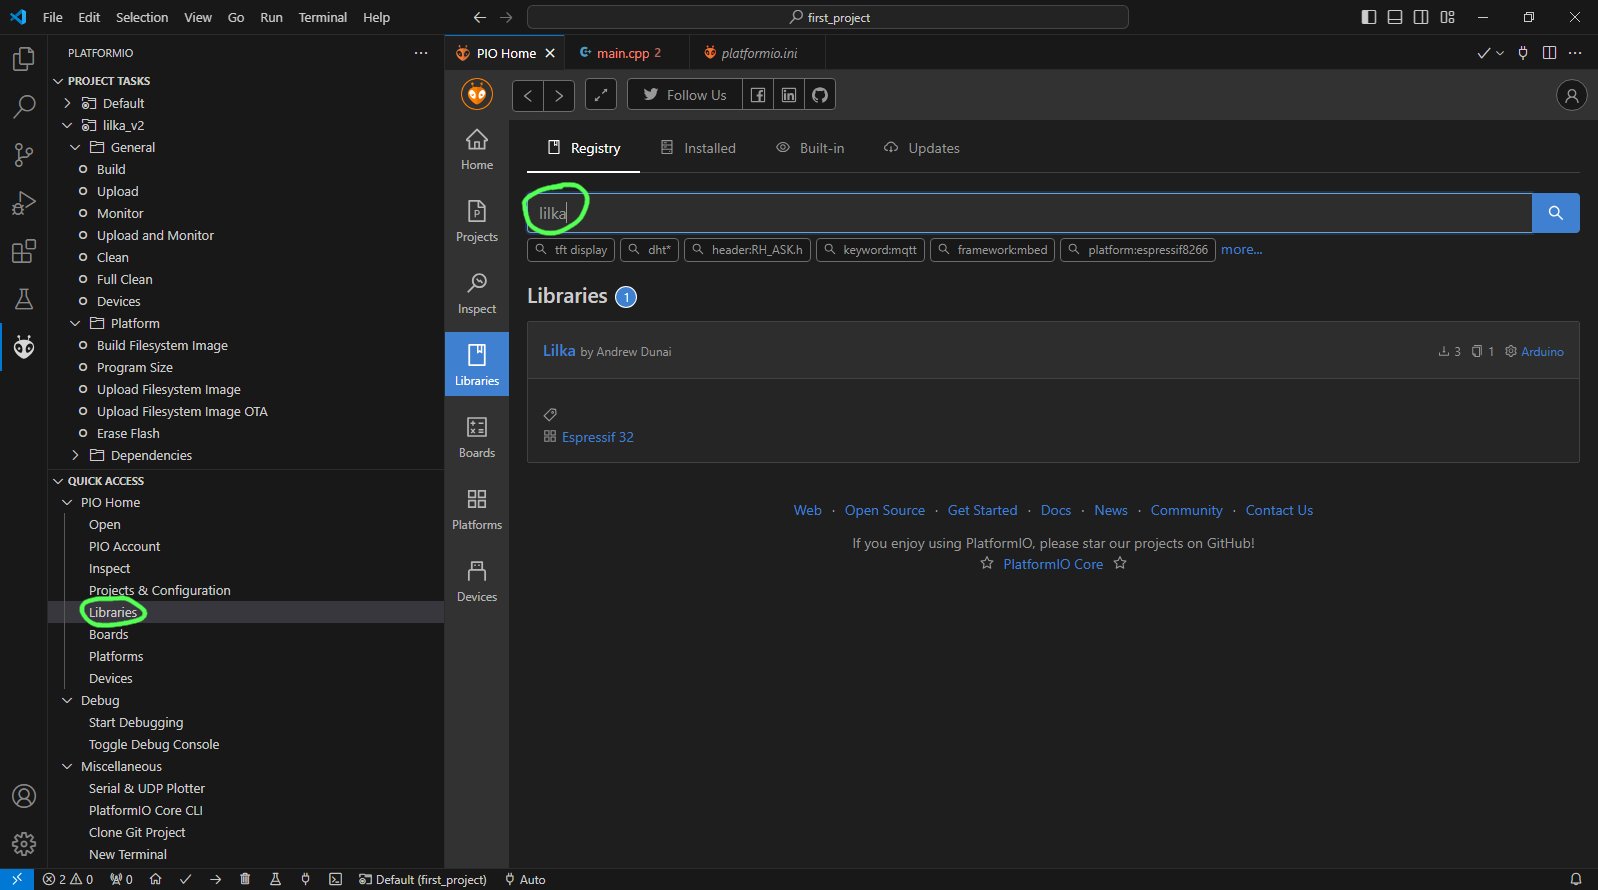 File Edit Selection View Go Run Terminal Help
first_project
PLATFORMIO
PROJECT TASKS
Default
lilka_v2
General
Build
Upload
Monitor
Upload and Monitor
Clean
Full Clean
Devices
Platform
Build Filesystem Image
Program Size
Upload Filesystem Image
Upload Filesystem Image OTA
Erase Flash
Dependencies
QUICK ACCESS
PIO Home
Open
PIO Account
Inspect
Projects & Configuration
Libraries
Boards
Platforms
Devices
Debug
Start Debugging
Toggle Debug Console
Miscellaneous
Serial & UDP Plotter
PlatformIO Core CLI
Clone Git Project
New Terminal
PIO Home main.cpp 2 platformio.ini
Follow Us
Home
Projects
Inspect
Libraries
Boards
Platforms
Devices
Registry Installed Built-in Updates
lilka
tft display dht* header:RH_ASK.h keyword:mqtt framework:mbed platform:espressif8266 more...
Libraries 1
Lilka by Andrew Dunai 3 1 Arduino
Espressif 32
Web · Open Source · Get Started · Docs · News · Community · Contact Us
If you enjoy using PlatformIO, please star our projects on GitHub!
PlatformIO Core
2 0 0 Default (first_project) Auto